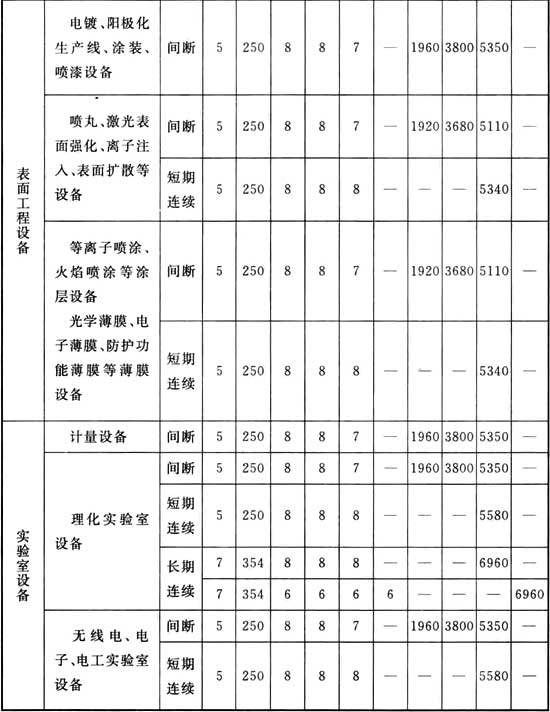 表面工程设备
电镀、阳极化
生产线、涂装、
喷漆设备
间断 5 250 8 8 7 — 1960 3800 5350 —
喷丸、激光表
面强化、离子注
入、表面扩散等
设备
间断 5 250 8 8 7 — 1920 3680 5110 —
短期
连续
5 250 8 8 8 — — — 5340 —
等离子喷涂、
火焰喷涂等涂
层设备
光学薄膜、电
子薄膜、防护功
能薄膜等薄膜
设备
间断 5 250 8 8 7 — 1920 3680 5110 —
短期
连续
5 250 8 8 8 — — — 5340 —
实验室设备
计量设备
间断 5 250 8 8 7 — 1960 3800 5350 —
理化实验室
设备
间断 5 250 8 8 7 — 1960 3800 5350 —
短期
连续
5 250 8 8 8 — — — 5580 —
长期
连续
7 354 8 8 8 — — — 6960 —
7 354 6 6 6 6 — — — 6960
无线电、电
子、电工实验室
设备
间断 5 250 8 8 7 — 1960 3800 5350 —
短期
连续
5 250 8 8 8 — — — 5580 —